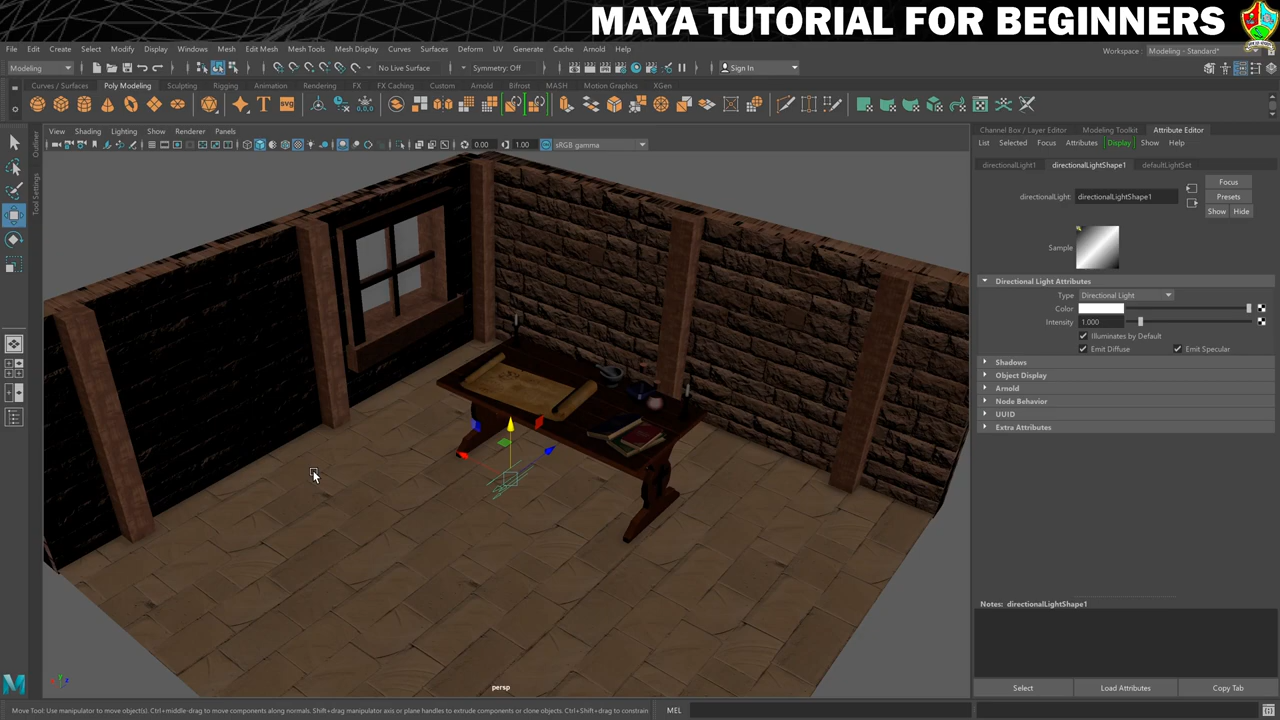 MAYA TUTORIAL FOR BEGINNERS
File Edit Create Select Modify Display Windows Mesh Edit Mesh Mesh Tools Mesh Display Curves Surfaces Deform UV Generate Cache Arnold Help
Workspace : Modeling - Standard*
Modeling No Live Surface Symmetry: Off Sign In
Curves / Surfaces Poly Modeling Sculpting Rigging Animation Rendering FX FX Caching Custom Arnold Bifrost MASH Motion Graphics XGen
View Shading Lighting Show Renderer Panels
0.00 1.00 sRGB gamma
Outliner
Tool Settings
persp
Channel Box / Layer Editor Modeling Toolkit Attribute Editor
List Selected Focus Attributes Display Show Help
directionalLight1 directionalLightShape1 defaultLightSet
directionalLight: directionalLightShape1
Focus
Presets
Show Hide
Sample
Directional Light Attributes
Type Directional Light
Color
Intensity 1.000
Illuminates by Default
Emit Diffuse Emit Specular
Shadows
Object Display
Arnold
Node Behavior
UUID
Extra Attributes
Notes: directionalLightShape1
Select Load Attributes Copy Tab
Move Tool: Use manipulator to move object(s). Ctrl+middle-drag to move components along normals. Shift+drag manipulator axis or plane handles to extrude components or clone objects. Ctrl+Shift+drag to constrain
MEL